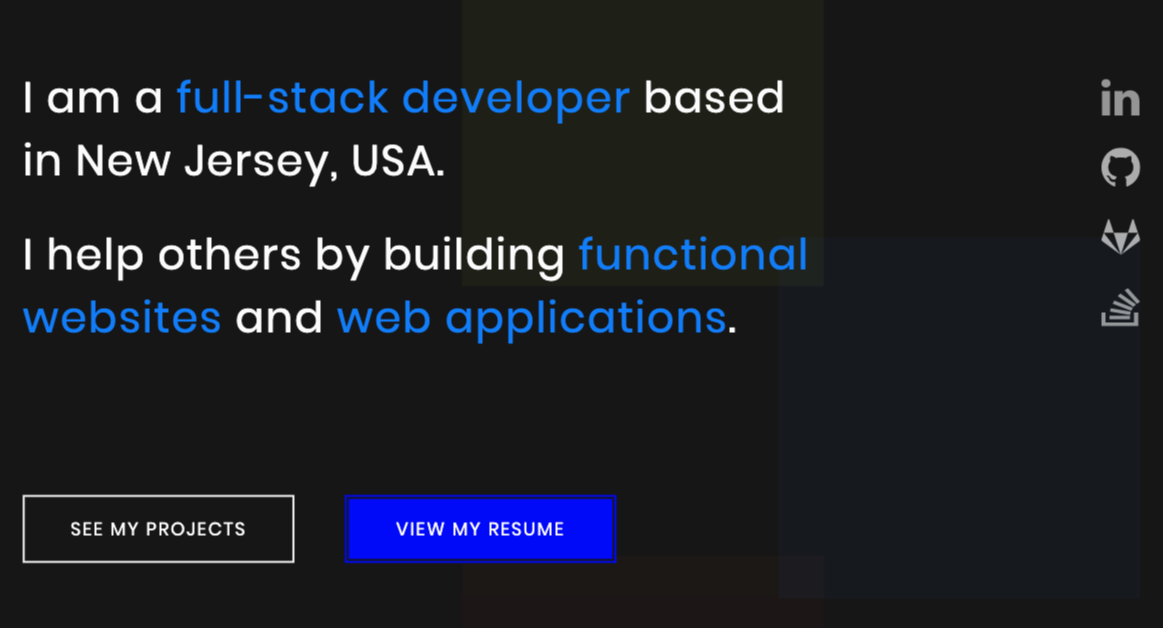 I am a full-stack developer based
in New Jersey, USA.
I help others by building functional
websites and web applications.
in
SEE MY PROJECTS
VIEW MY RESUME